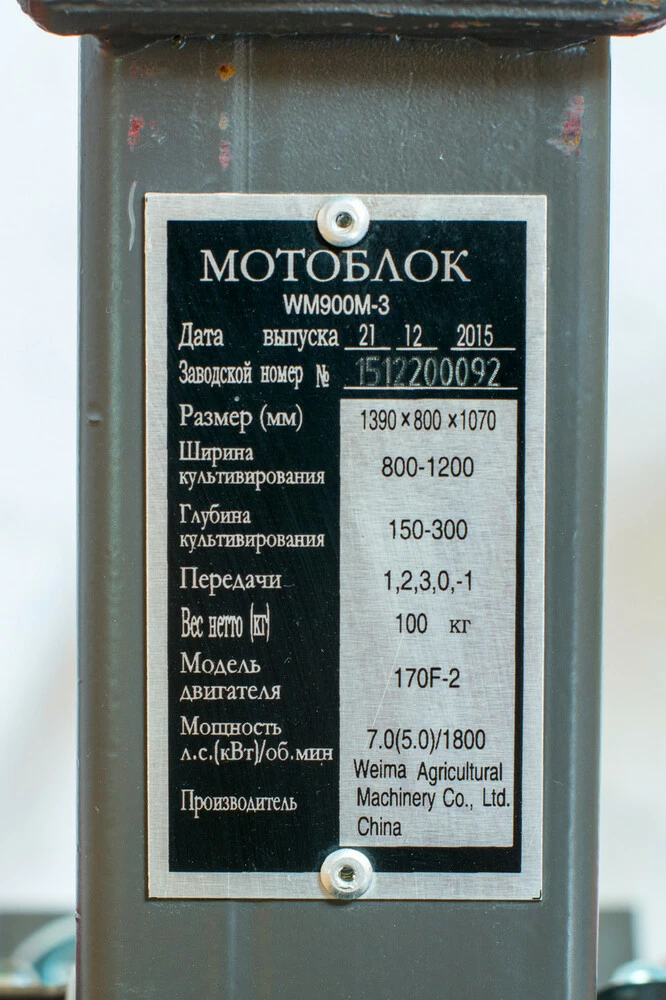 МОТОБЛОК
WM900M-3
Дата выпуска 21 12 2015
Заводской номер № 1512200092
Размер (мм) 1390×800×1070
Ширина
культивирования 800-1200
Глубина
культивирования 150-300
Передачи 1,2,3,0,-1
Вес нетто (кг) 100 кг
Модель
двигателя 170F-2
Мощность
л.с.(кВт)/об.мин 7.0(5.0)/1800
Производитель Weima Agricultural
Machinery Co., Ltd.
China